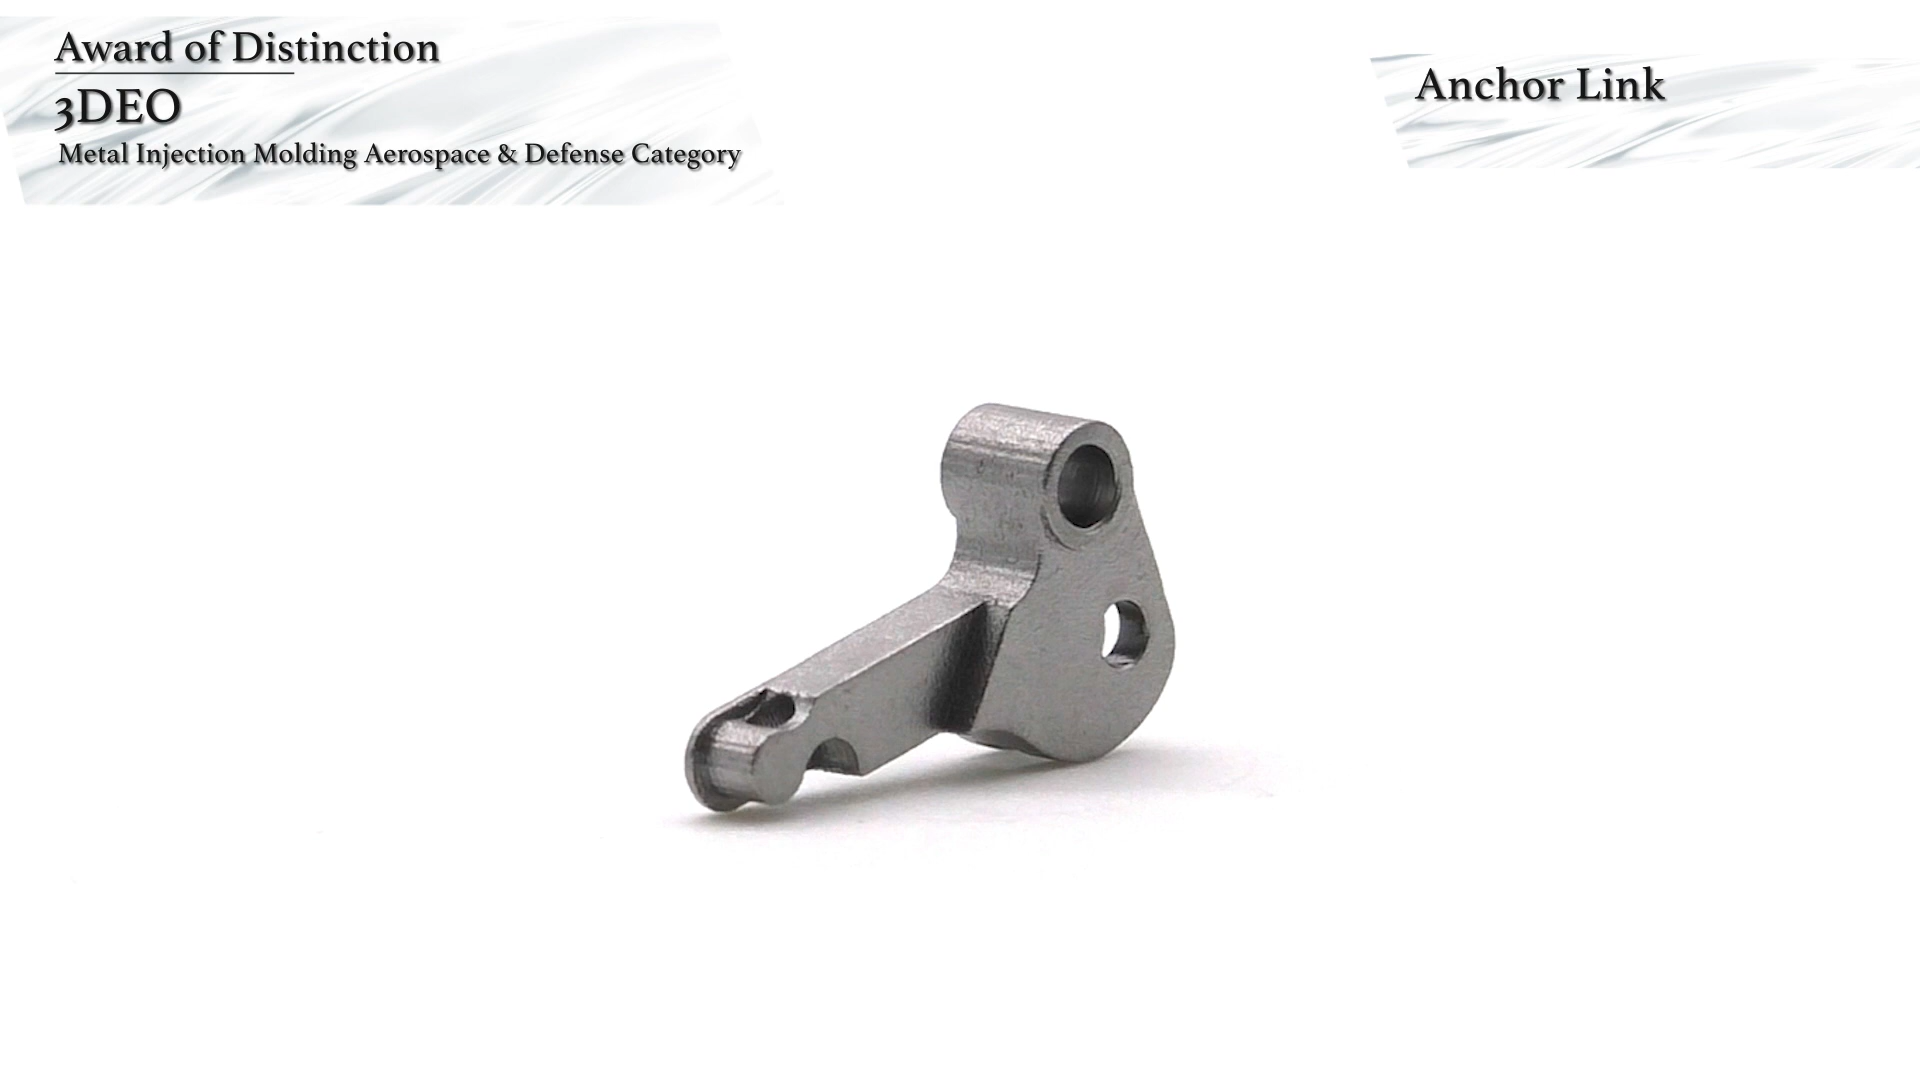 Award of Distinction
3DEO
Metal Injection Molding Aerospace & Defense Category
Anchor Link